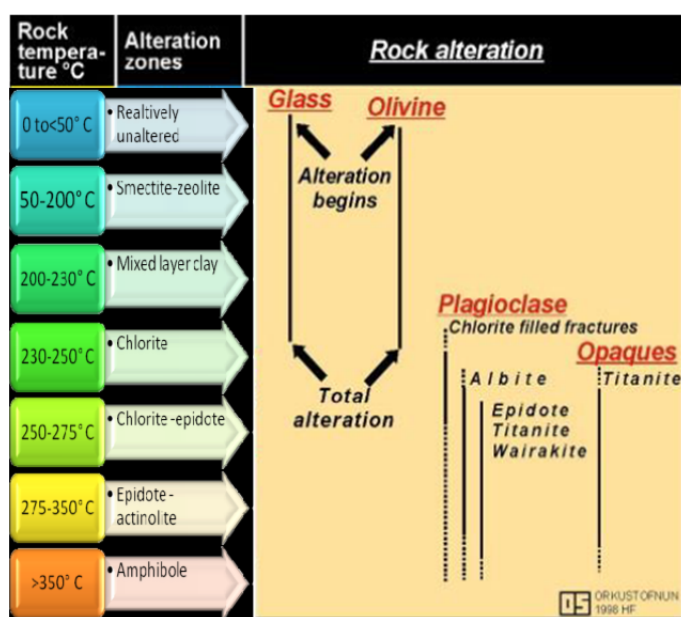 Rock
tempera-
ture °C
Alteration
zones
Rock alteration
0 to<50° C
• Realtively
unaltered
50-200° C
• Smectite-zeolite
200-230° C
• Mixed layer clay
230-250° C
• Chlorite
250-275° C
• Chlorite -epidote
275-350° C
• Epidote -
actinolite
>350° C
• Amphibole
Glass
Olivine
Alteration
begins
Total
alteration
Plagioclase
Chlorite filled fractures
Albite
Epidote
Titanite
Wairakite
Opaques
Titanite
ORKUSTOFNUN
1998 HF